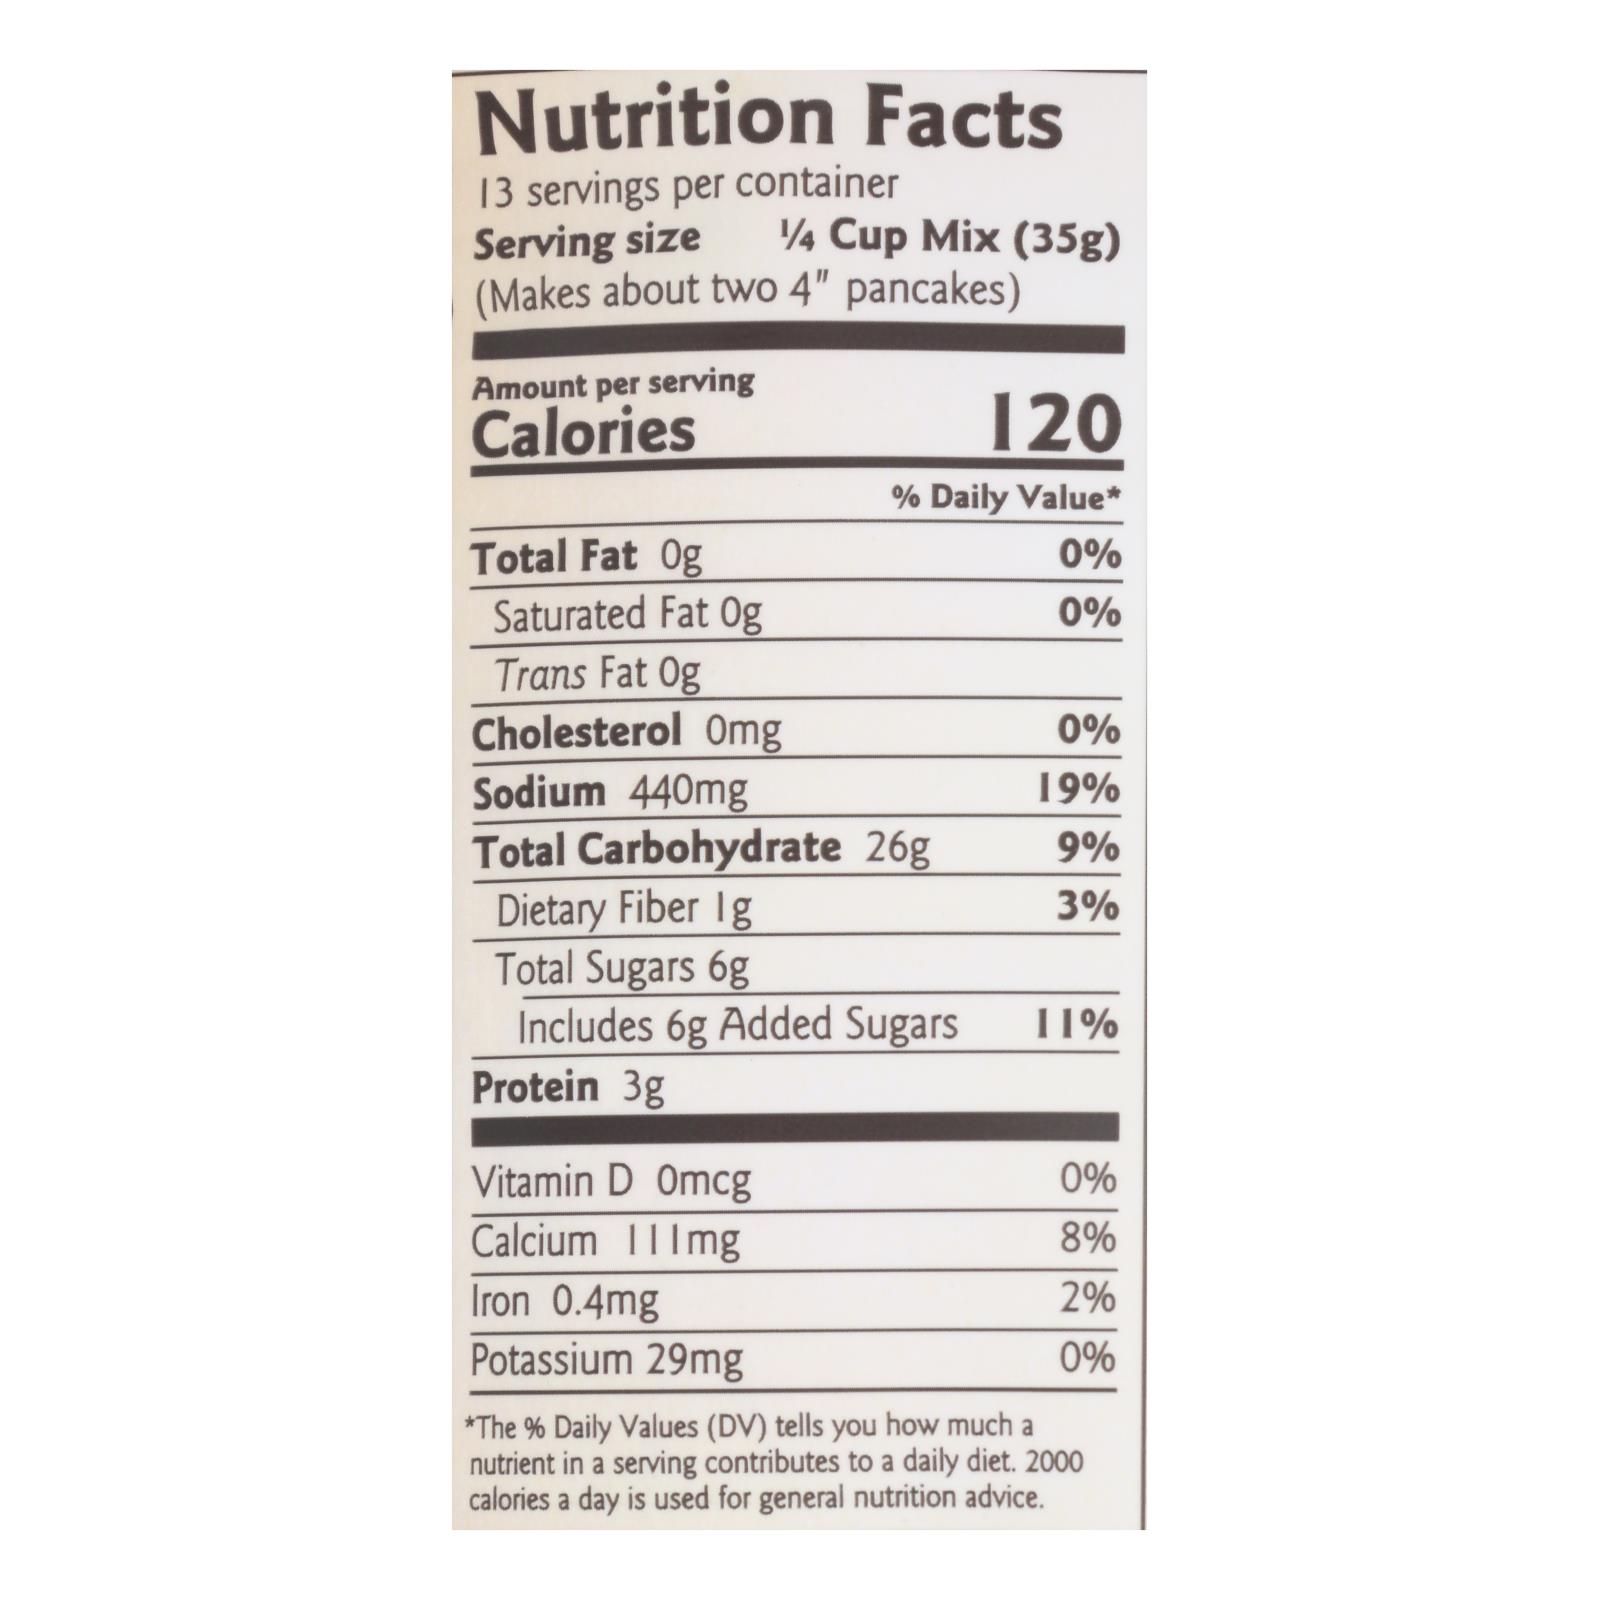 Nutrition Facts
13 servings per container
Serving size ¼ Cup Mix (35g)
(Makes about two 4" pancakes)
Amount per serving
Calories 120
% Daily Value*
Total Fat 0g 0%
Saturated Fat 0g 0%
Trans Fat 0g
Cholesterol 0mg 0%
Sodium 440mg 19%
Total Carbohydrate 26g 9%
Dietary Fiber 1g 3%
Total Sugars 6g
Includes 6g Added Sugars 11%
Protein 3g
Vitamin D 0mcg 0%
Calcium 111mg 8%
Iron 0.4mg 2%
Potassium 29mg 0%
*The % Daily Values (DV) tells you how much a
nutrient in a serving contributes to a daily diet. 2000
calories a day is used for general nutrition advice.